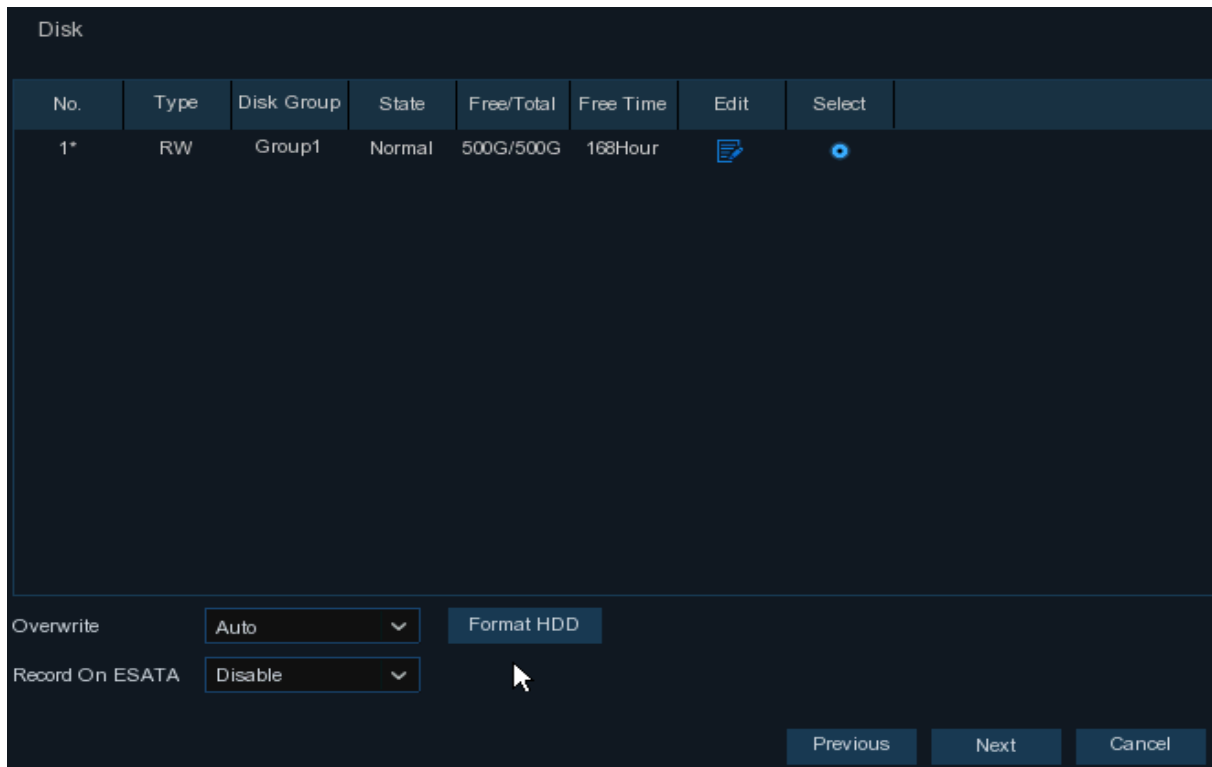 Disk
No. Type Disk Group State Free/Total Free Time Edit Select
1* RW Group1 Normal 500G/500G 168Hour
Overwrite Auto Format HDD
Record On ESATA Disable
Previous Next Cancel